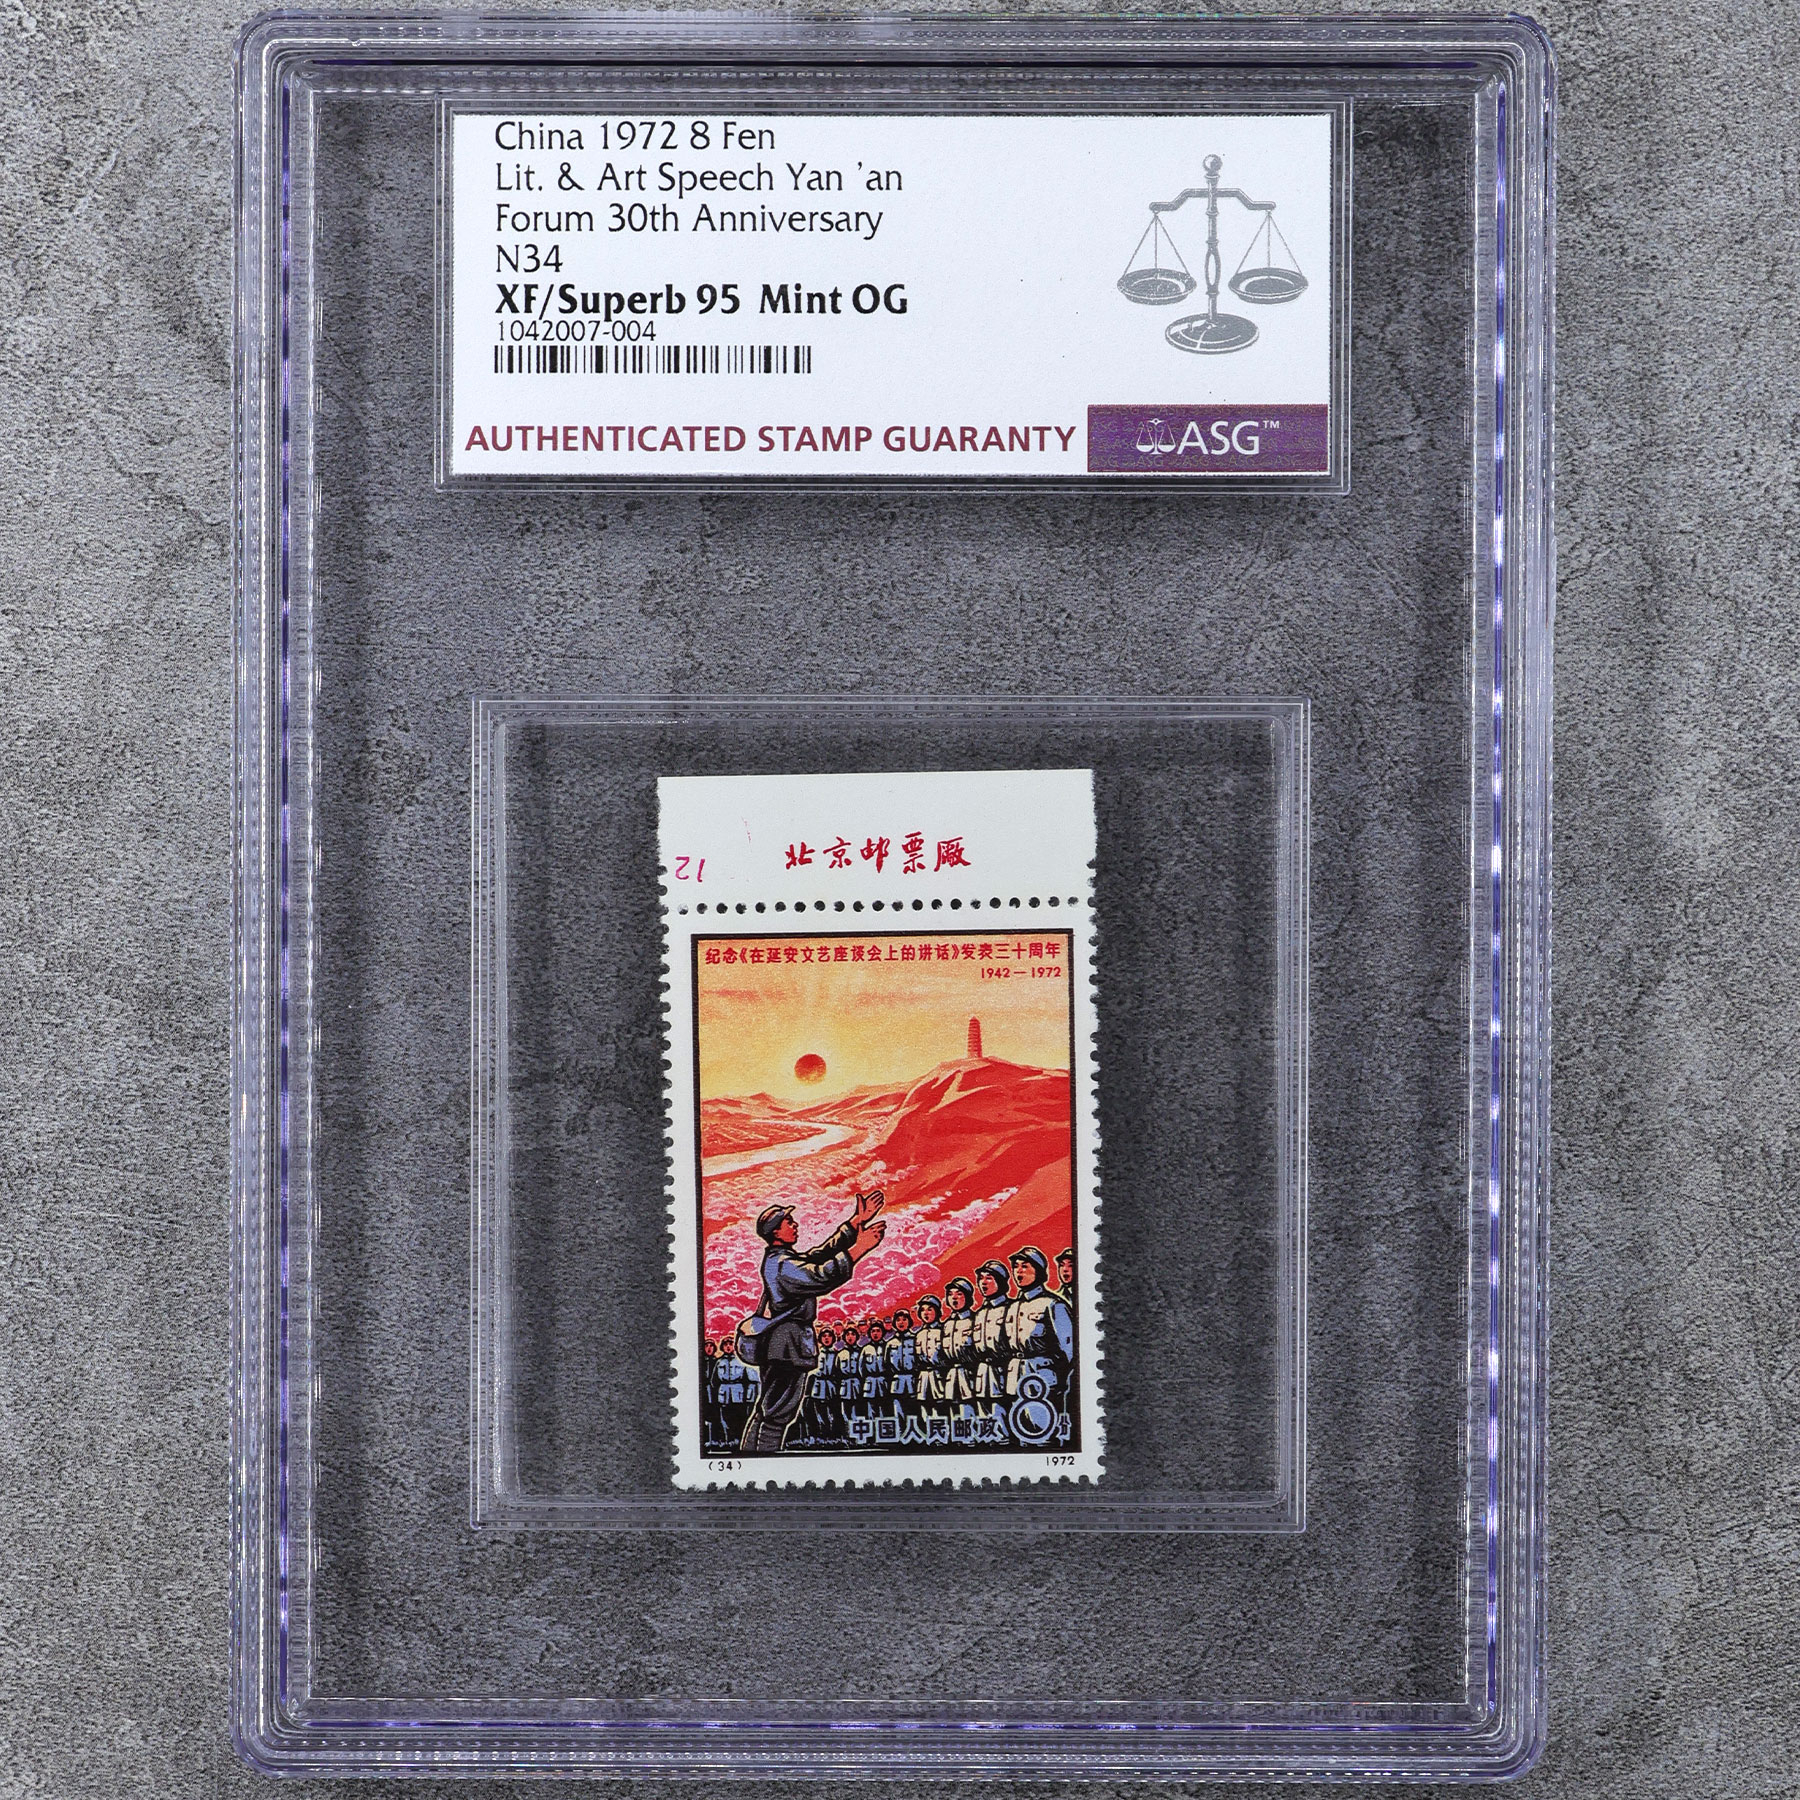 China 1972 8 Fen
Lit. & Art Speech Yan 'an
Forum 30th Anniversary
N34
XF/Superb 95 Mint OG
1042007-004
AUTHENTICATED STAMP GUARANTY
ASG™
12
北京邮票厰
纪念《在延安文艺座谈会上的讲话》发表三十周年
1942—1972
中国人民邮政 8分
(34)
1972